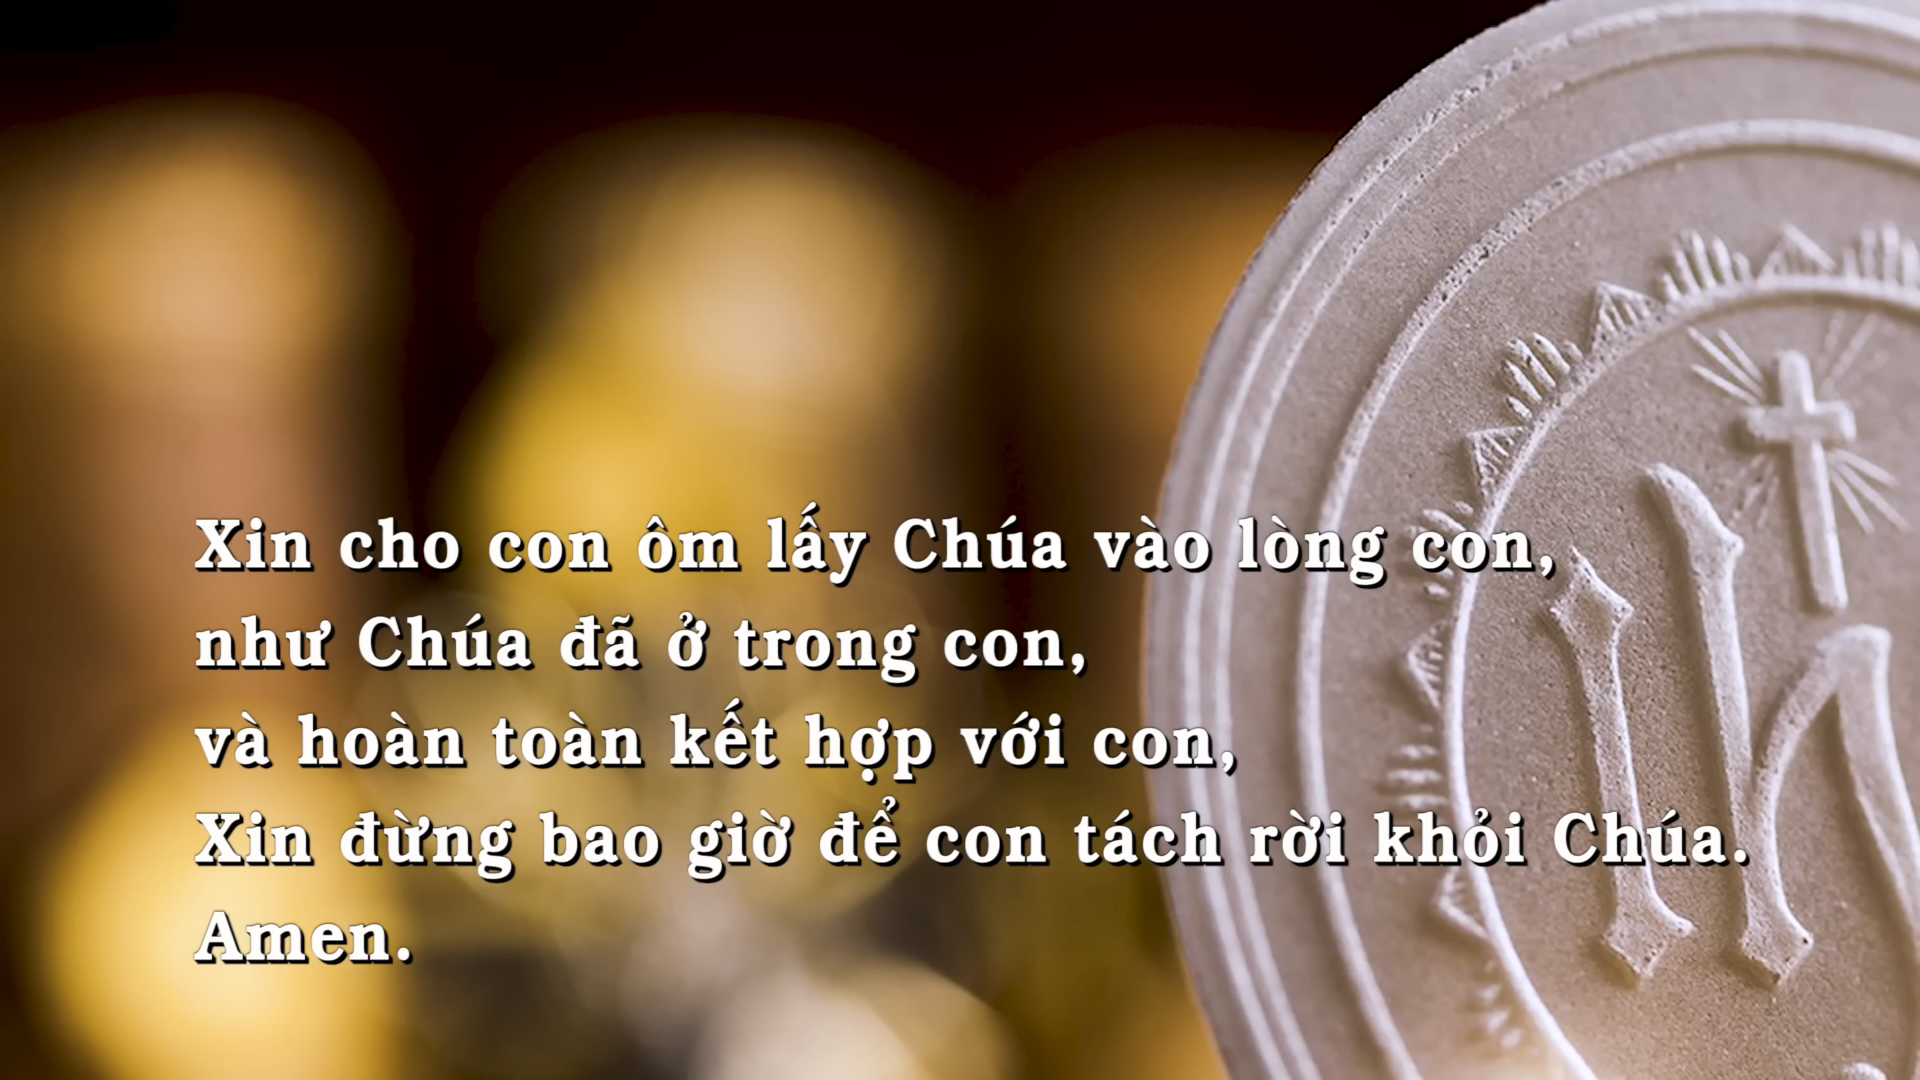 Xin cho con ôm lấy Chúa vào lòng con,
như Chúa đã ở trong con,
và hoàn toàn kết hợp với con,
Xin đừng bao giờ để con tách rời khỏi Chúa.
Amen.